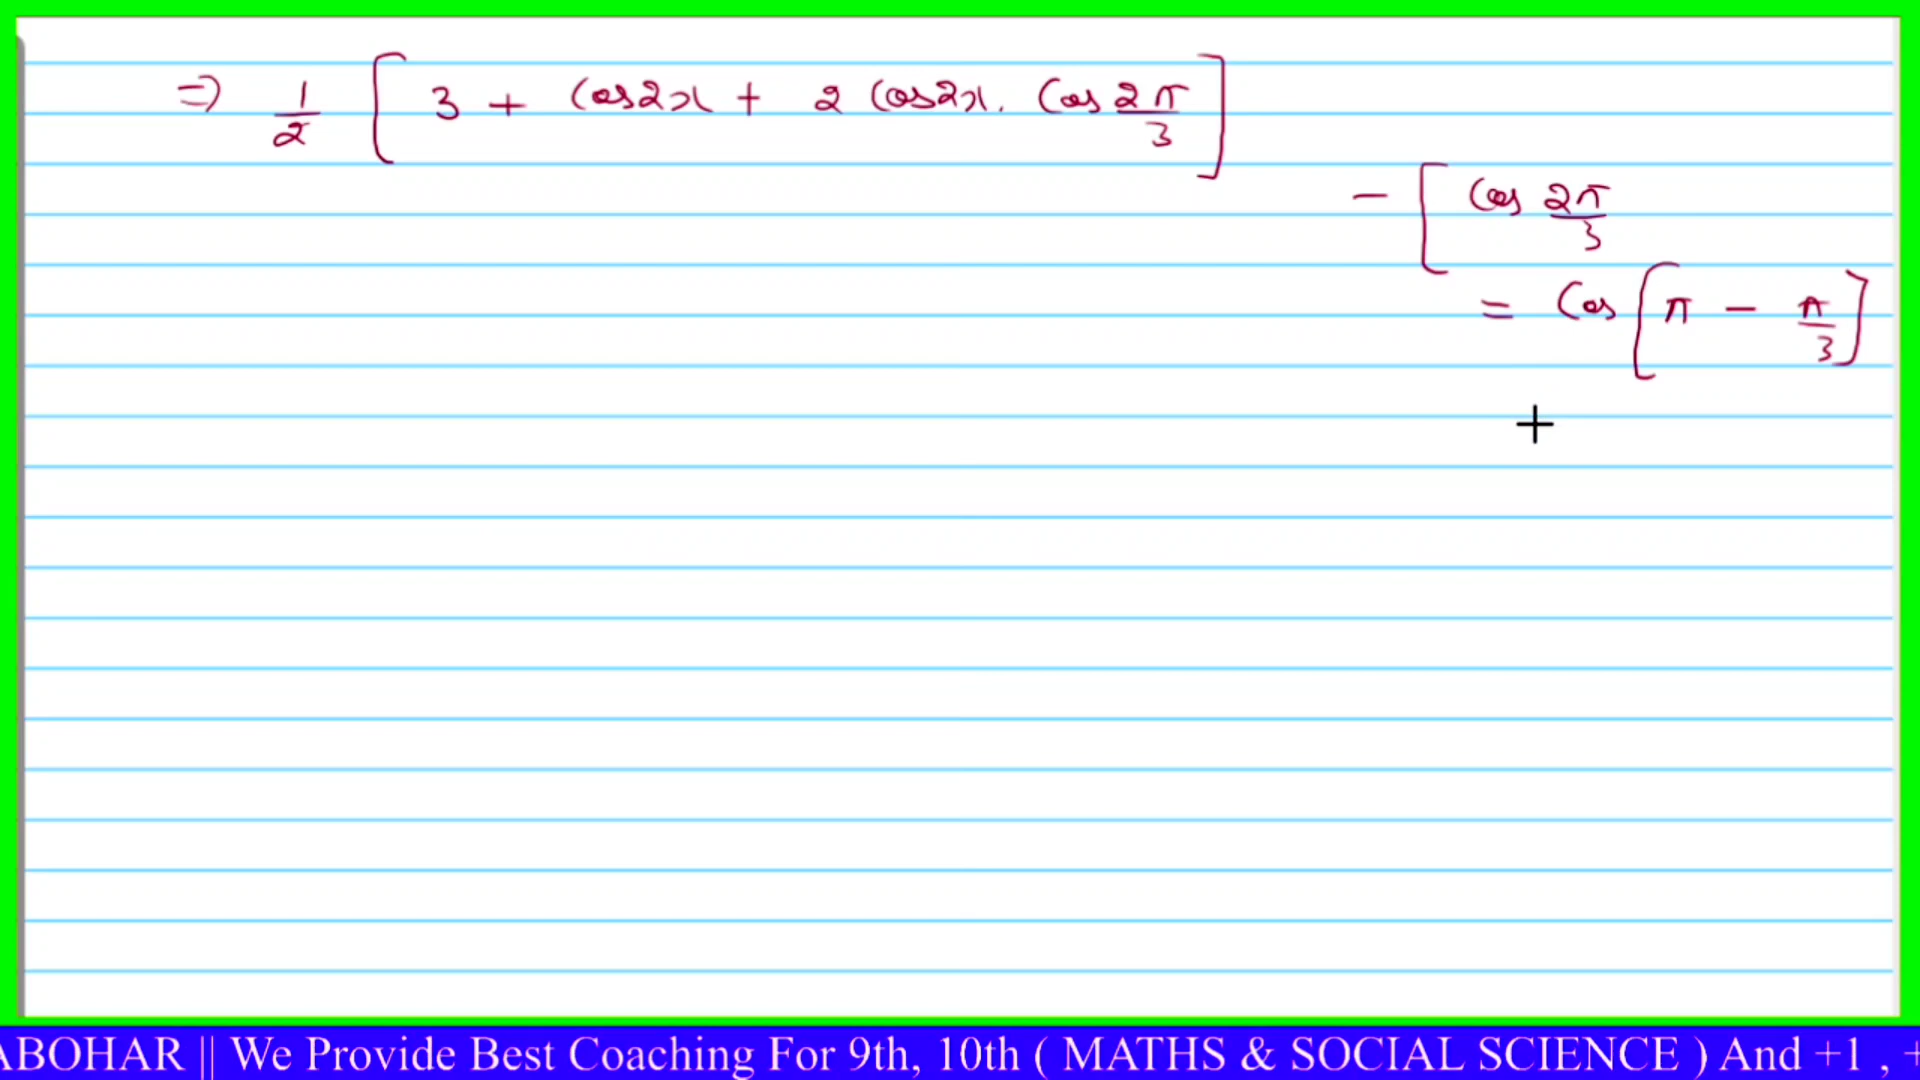 ⇒ 1/2 [ 3 + Cos2x + 2 Cos2x. Cos 2π/3 ]
- [ Cos 2π/3
= Cos [ π - π/3 ]
ABOHAR || We Provide Best Coaching For 9th, 10th ( MATHS & SOCIAL SCIENCE ) And +1 , +